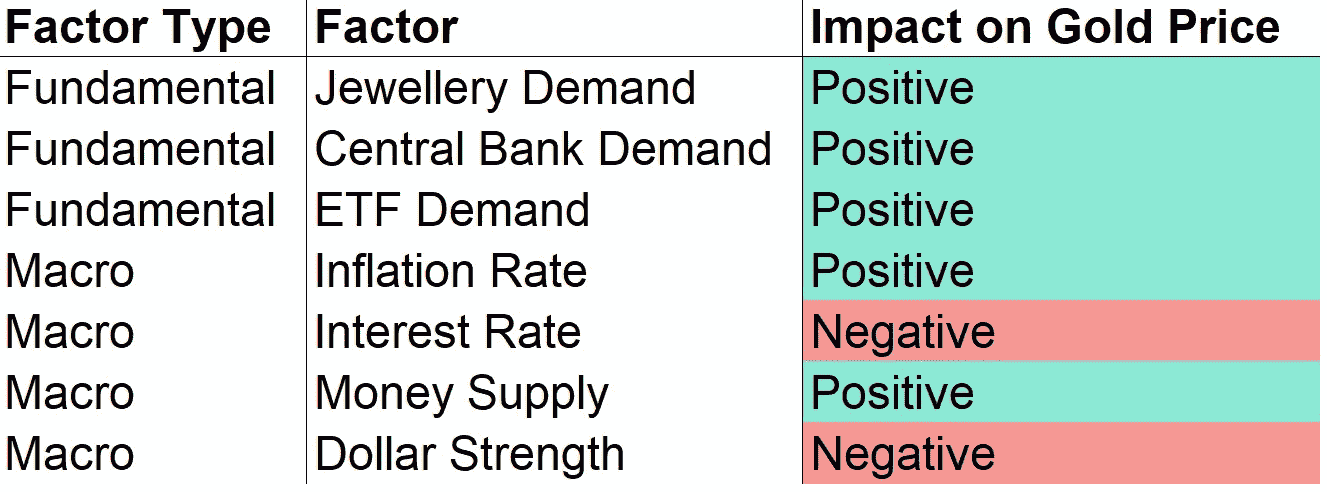 Factor Type Factor Impact on Gold Price
Fundamental Jewellery Demand Positive
Fundamental Central Bank Demand Positive
Fundamental ETF Demand Positive
Macro Inflation Rate Positive
Macro Interest Rate Negative
Macro Money Supply Positive
Macro Dollar Strength Negative